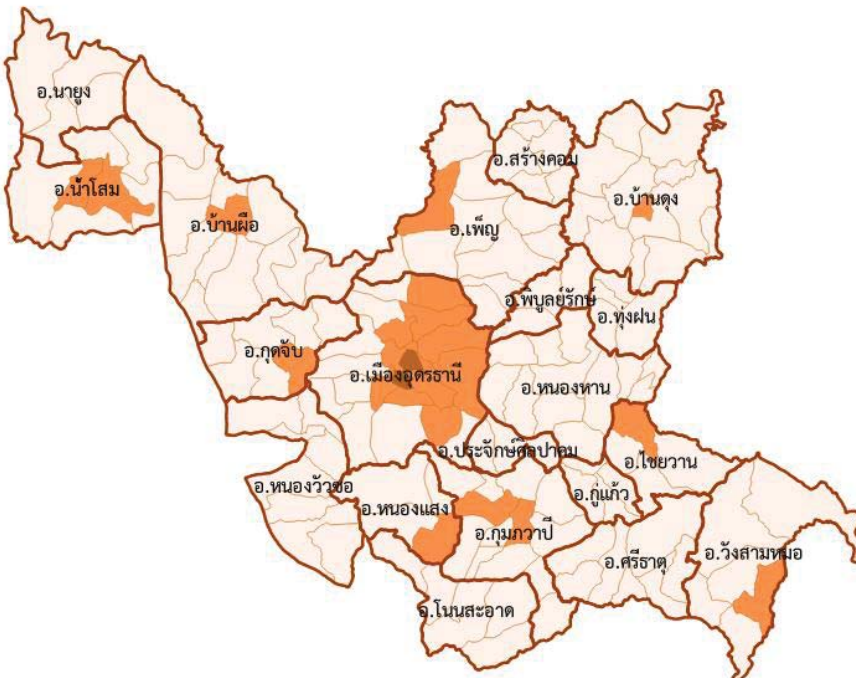 อ.นายูง
อ.สร้างคอม
อ.น้ำโสม
อ.บ้านดุง
อ.บ้านผือ
อ.เพ็ญ
อ.พิบูลย์รักษ์
อ.ทุ่งฝน
อ.กุดจับ
อ.เมืองอุดรธานี
อ.หนองหาน
อ.ประจักษ์ศิลปาคม
อ.ไชยวาน
อ.หนองวัวซอ
อ.หนองแสง
อ.กู่แก้ว
อ.กุมภวาปี
อ.วังสามหมอ
อ.ศรีธาตุ
อ.โนนสะอาด